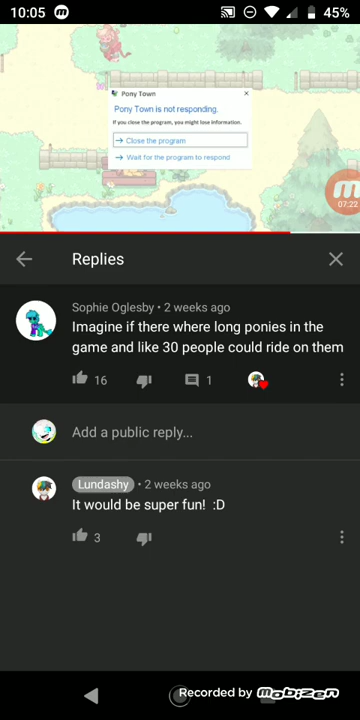 10:05
45%
Pony Town
Pony Town is not responding.
If you close the program, you might lose information.
→ Close the program
→ Wait for the program to respond
07:22
Replies
Sophie Oglesby • 2 weeks ago
Imagine if there where long ponies in the
game and like 30 people could ride on them
16
1
Add a public reply...
Lundashy • 2 weeks ago
It would be super fun! :D
3
Recorded by mobizen